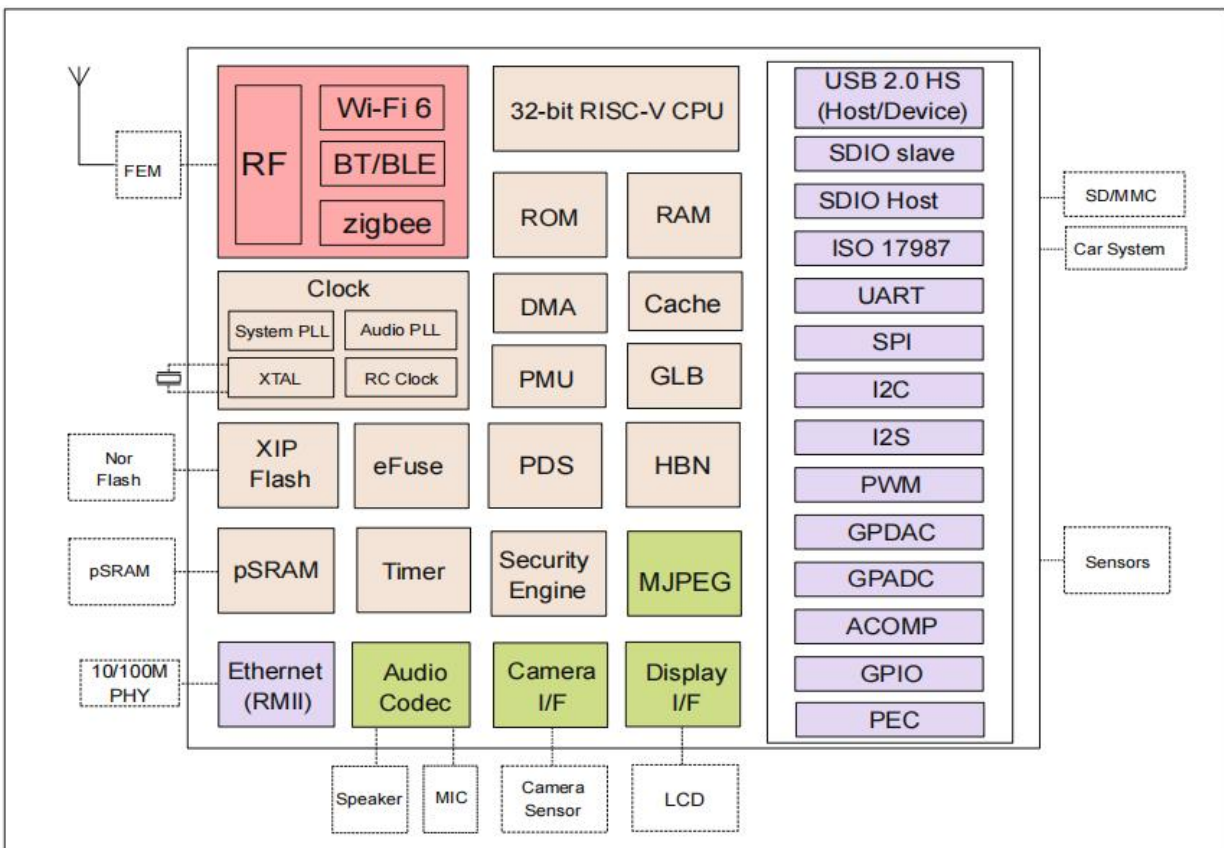 FEM
RF
Wi-Fi 6
BT/BLE
zigbee
Clock
System PLL
Audio PLL
XTAL
RC Clock
Nor
Flash
XIP
Flash
eFuse
pSRAM
pSRAM
Timer
10/100M
PHY
Ethernet
(RMII)
Audio
Codec
Speaker
MIC
32-bit RISC-V CPU
ROM
RAM
DMA
Cache
PMU
GLB
PDS
HBN
Security
Engine
MJPEG
Camera
I/F
Display
I/F
Camera
Sensor
LCD
USB 2.0 HS
(Host/Device)
SDIO slave
SDIO Host
ISO 17987
UART
SPI
I2C
I2S
PWM
GPDAC
GPADC
ACOMP
GPIO
PEC
SD/MMC
Car System
Sensors